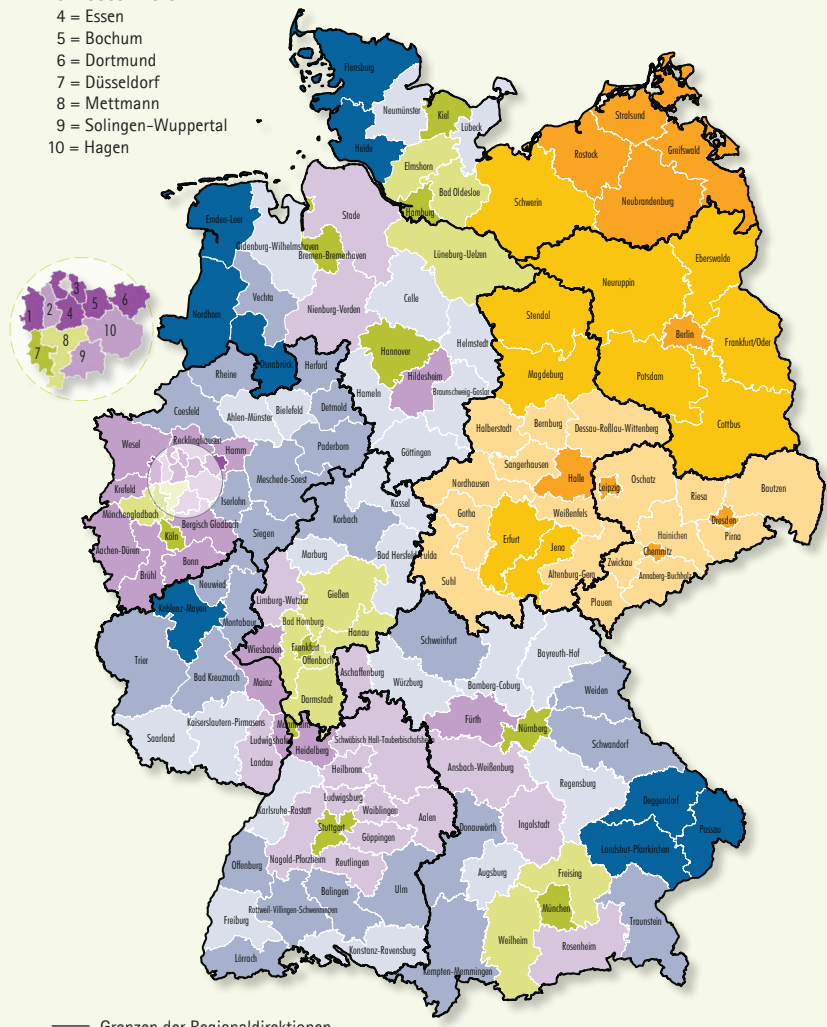 4 = Essen
5 = Bochum
6 = Dortmund
7 = Düsseldorf
8 = Mettmann
9 = Solingen-Wuppertal
10 = Hagen
Flensburg
Neumünster
Kiel
Lübeck
Heide
Elmshorn
Bad Oldesloe
Hamburg
Stralsund
Rostock
Greifswald
Schwerin
Neubrandenburg
Emden-Leer
Oldenburg-Wilhelmshaven
Stade
Bremen-Bremerhaven
Lüneburg-Uelzen
Eberswalde
Neuruppin
Nordhorn
Vechta
Nienburg-Verden
Celle
Stendal
Berlin
Frankfurt/Oder
3
1
2
4
5
6
10
7
8
9
Osnabrück
Hannover
Helmstedt
Hildesheim
Braunschweig-Goslar
Hameln
Magdeburg
Potsdam
Cottbus
Rheine
Herford
Coesfeld
Ahlen-Münster
Bielefeld
Detmold
Paderborn
Göttingen
Halberstadt
Bernburg
Dessau-Roßlau-Wittenberg
Wesel
Recklinghausen
Hamm
Meschede-Soest
Sangerhausen
Nordhausen
Halle
Leipzig
Oschatz
Riesa
Bautzen
Krefeld
Iserlohn
Kassel
Mönchengladbach
Bergisch Gladbach
Köln
Siegen
Korbach
Gotha
Weißenfels
Erfurt
Jena
Dresden
Hainichen
Pirna
Chemnitz
Zwickau
Annaberg-Buchholz
Aachen-Düren
Brühl
Bonn
Marburg
Bad Hersfeld-Fulda
Suhl
Altenburg-Gera
Plauen
Neuwied
Koblenz-Mayen
Montabaur
Limburg-Wetzlar
Gießen
Bad Homburg
Hanau
Frankfurt
Offenbach
Wiesbaden
Trier
Bad Kreuznach
Mainz
Darmstadt
Aschaffenburg
Schweinfurt
Würzburg
Bamberg-Coburg
Bayreuth-Hof
Weiden
Saarland
Kaiserslautern-Pirmasens
Mannheim
Ludwigshafen
Landau
Heidelberg
Schwäbisch Hall-Tauberbischofsheim
Heilbronn
Fürth
Nürnberg
Schwandorf
Ansbach-Weißenburg
Regensburg
Karlsruhe-Rastatt
Ludwigsburg
Waiblingen
Stuttgart
Göppingen
Aalen
Nagold-Pforzheim
Reutlingen
Donauwörth
Ingolstadt
Deggendorf
Passau
Landshut-Pfarrkirchen
Offenburg
Balingen
Ulm
Augsburg
Freising
München
Rottweil-Villingen-Schwenningen
Freiburg
Lörrach
Konstanz-Ravensburg
Kempten-Memmingen
Weilheim
Rosenheim
Traunstein
Grenzen der Regionaldirektionen